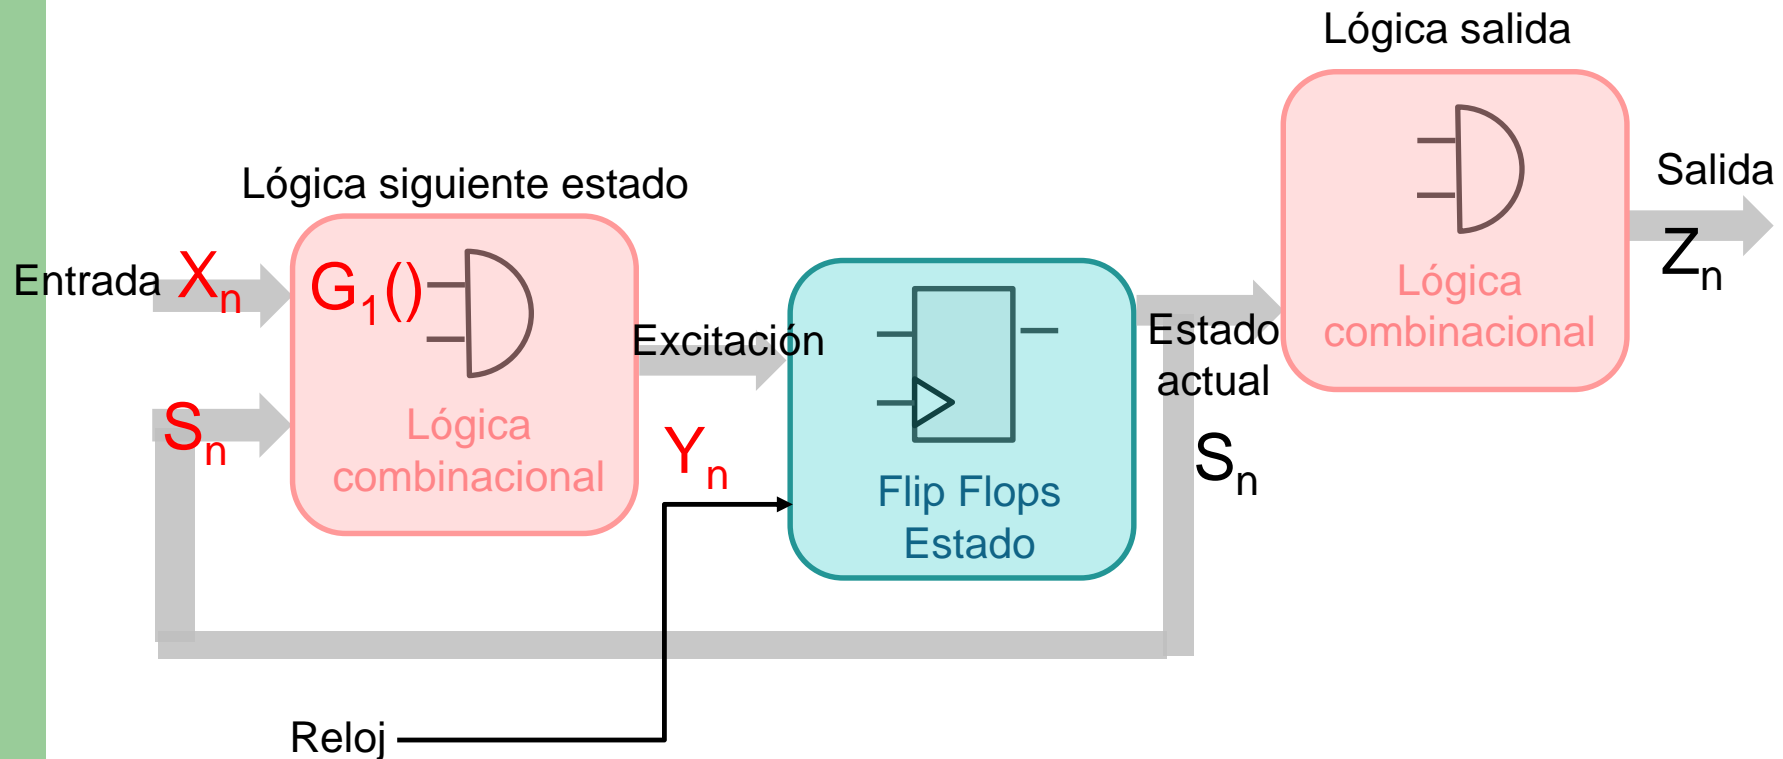 Lógica salida
Lógica siguiente estado
Salida
Entrada Xₙ
G₁()
Zₙ
Lógica
combinacional
Excitación
Estado
actual
Sₙ
Lógica
combinacional
Yₙ
Sₙ
Flip Flops
Estado
Reloj